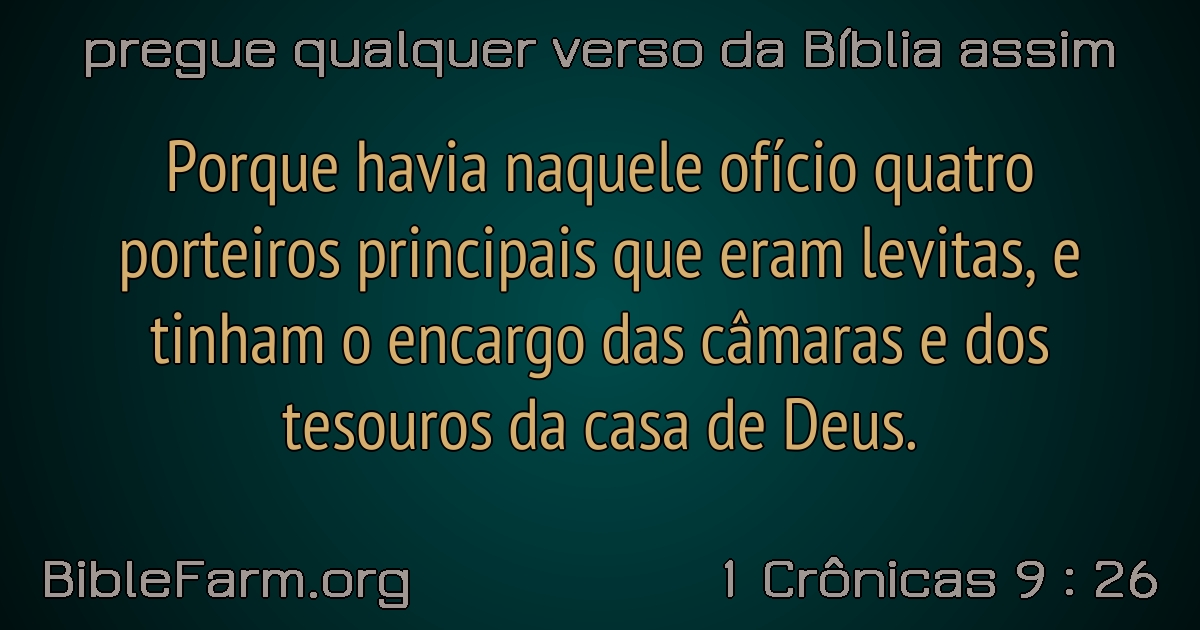 pregue qualquer verso da Bíblia assim
Porque havia naquele ofício quatro
porteiros principais que eram levitas, e
tinham o encargo das câmaras e dos
tesouros da casa de Deus.
BibleFarm.org
1 Crônicas 9 : 26